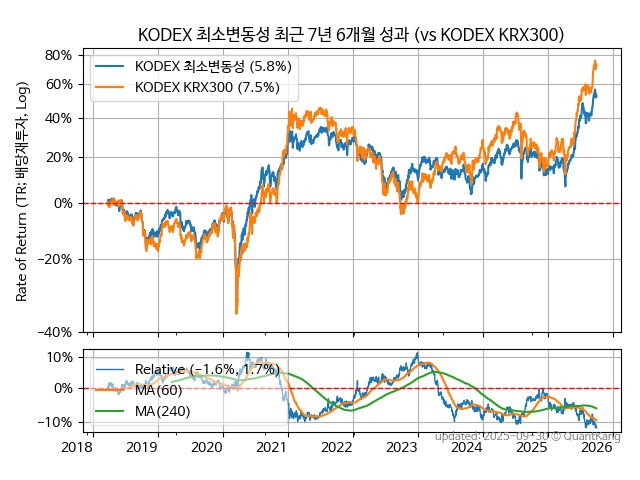 KODEX 최소변동성 최근 7년 6개월 성과 (vs KODEX KRX300)
Rate of Return (TR: 배당재투자, Log)
80%
60%
40%
20%
0%
−20%
−40%
KODEX 최소변동성 (5.8%)
KODEX KRX300 (7.5%)
10%
0%
−10%
Relative (−1.6%, 1.7%)
MA(60)
MA(240)
2018 2019 2020 2021 2022 2023 2024 2025 2026
updated: 2025-09-30 © QuantKang